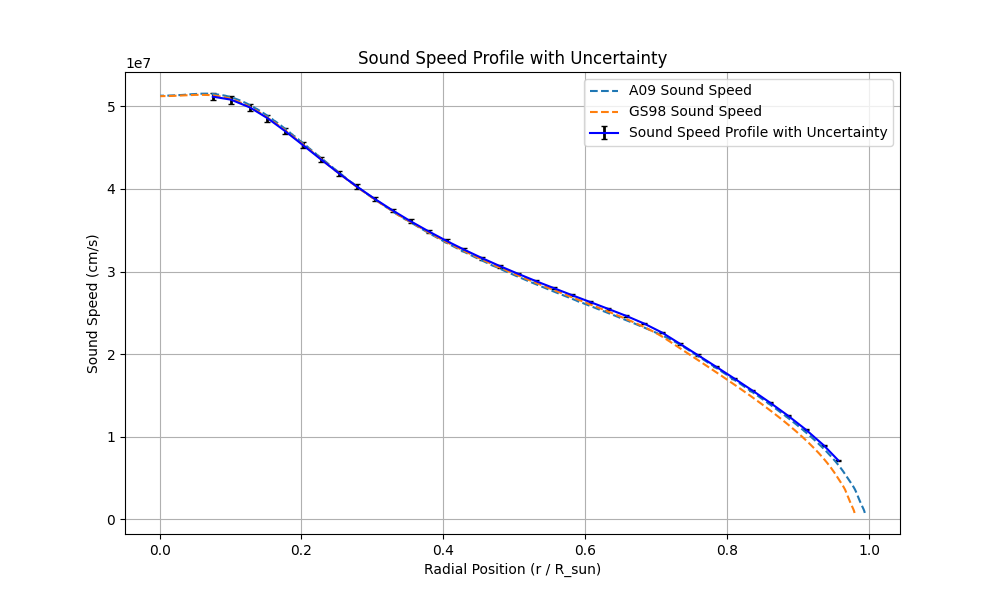 Sound Speed Profile with Uncertainty
1e7
A09 Sound Speed
GS98 Sound Speed
Sound Speed Profile with Uncertainty
5
4
3
2
1
0
Sound Speed (cm/s)
0.0 0.2 0.4 0.6 0.8 1.0
Radial Position (r / R_sun)